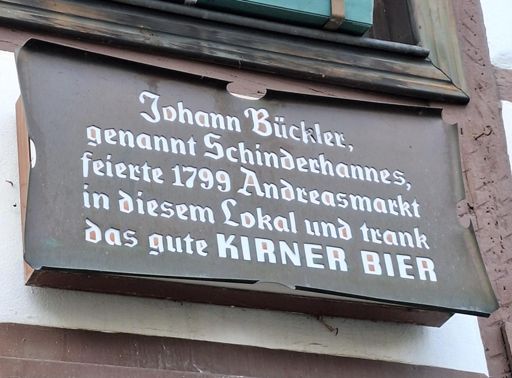 Johann Bückler,
genannt Schinderhannes,
feierte 1799 Andreasmarkt
in diesem Lokal und trank
das gute KIRNER BIER